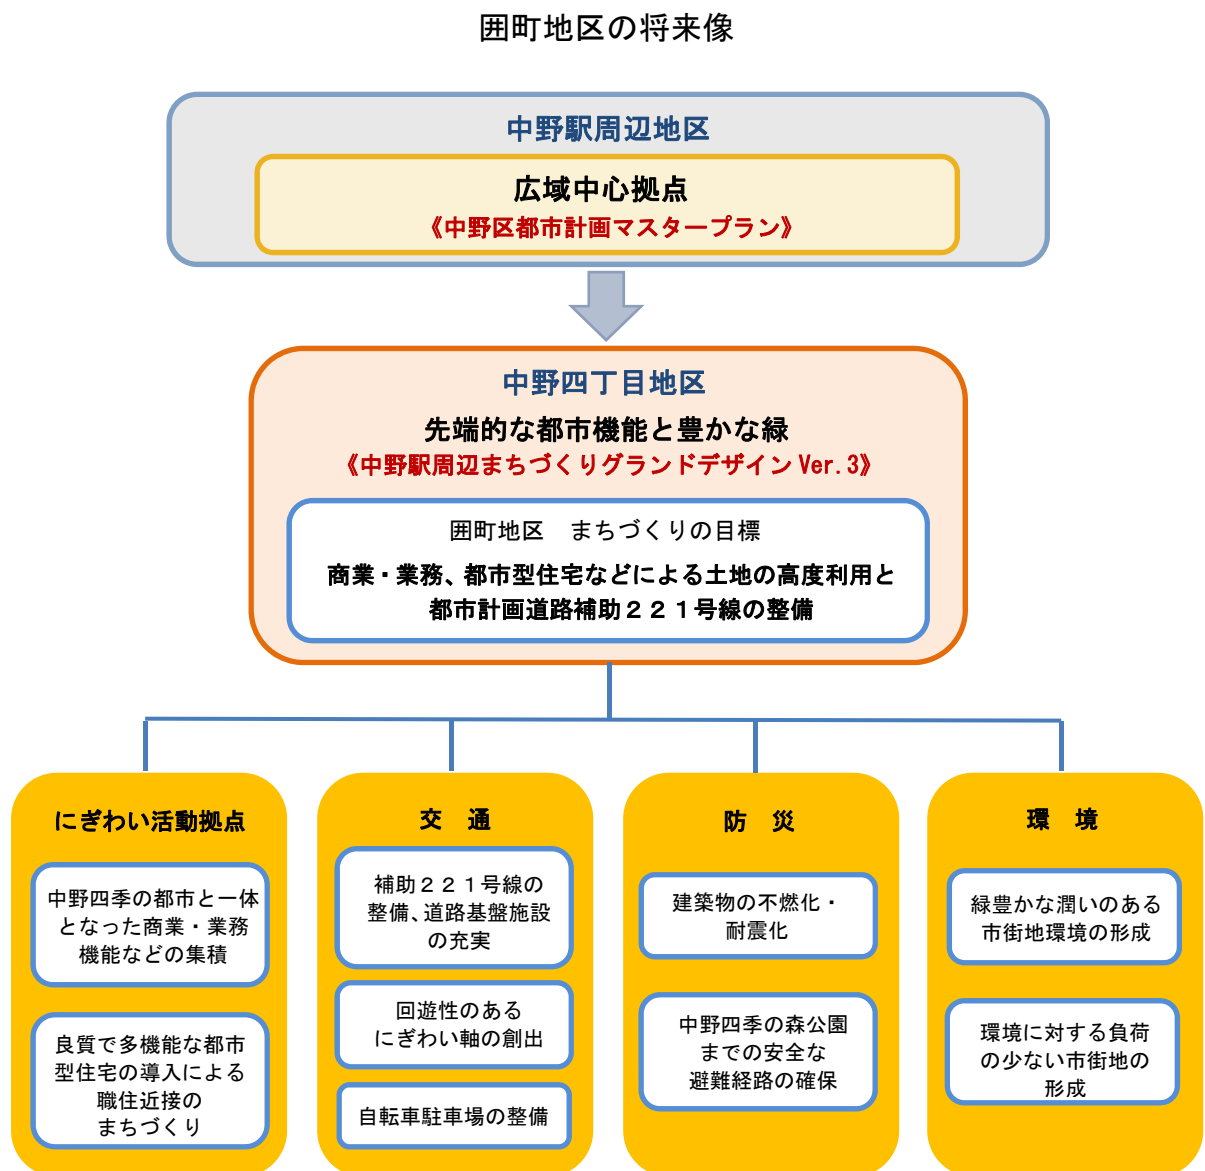 囲町地区の将来像
中野駅周辺地区
広域中心拠点
《中野区都市計画マスタープラン》
中野四丁目地区
先端的な都市機能と豊かな緑
《中野駅周辺まちづくりグランドデザイン Ver.3》
囲町地区　まちづくりの目標
商業・業務、都市型住宅などによる土地の高度利用と
都市計画道路補助２２１号線の整備
にぎわい活動拠点
中野四季の都市と一体
となった商業・業務
機能などの集積
良質で多機能な都市
型住宅の導入による
職住近接の
まちづくり
交　通
補助２２１号線の
整備、道路基盤施設
の充実
回遊性のある
にぎわい軸の創出
自転車駐車場の整備
防　災
建築物の不燃化・
耐震化
中野四季の森公園
までの安全な
避難経路の確保
環　境
緑豊かな潤いのある
市街地環境の形成
環境に対する負荷
の少ない市街地の
形成